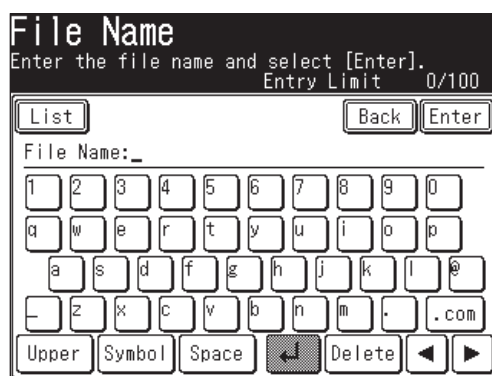 File Name
Enter the file name and select [Enter].
Entry Limit 0/100
List Back Enter
File Name:_
1 2 3 4 5 6 7 8 9 0
q w e r t y u i o p
a s d f g h j k l @
_ z x c v b n m . .com
Upper Symbol Space ↵ Delete ◀ ▶